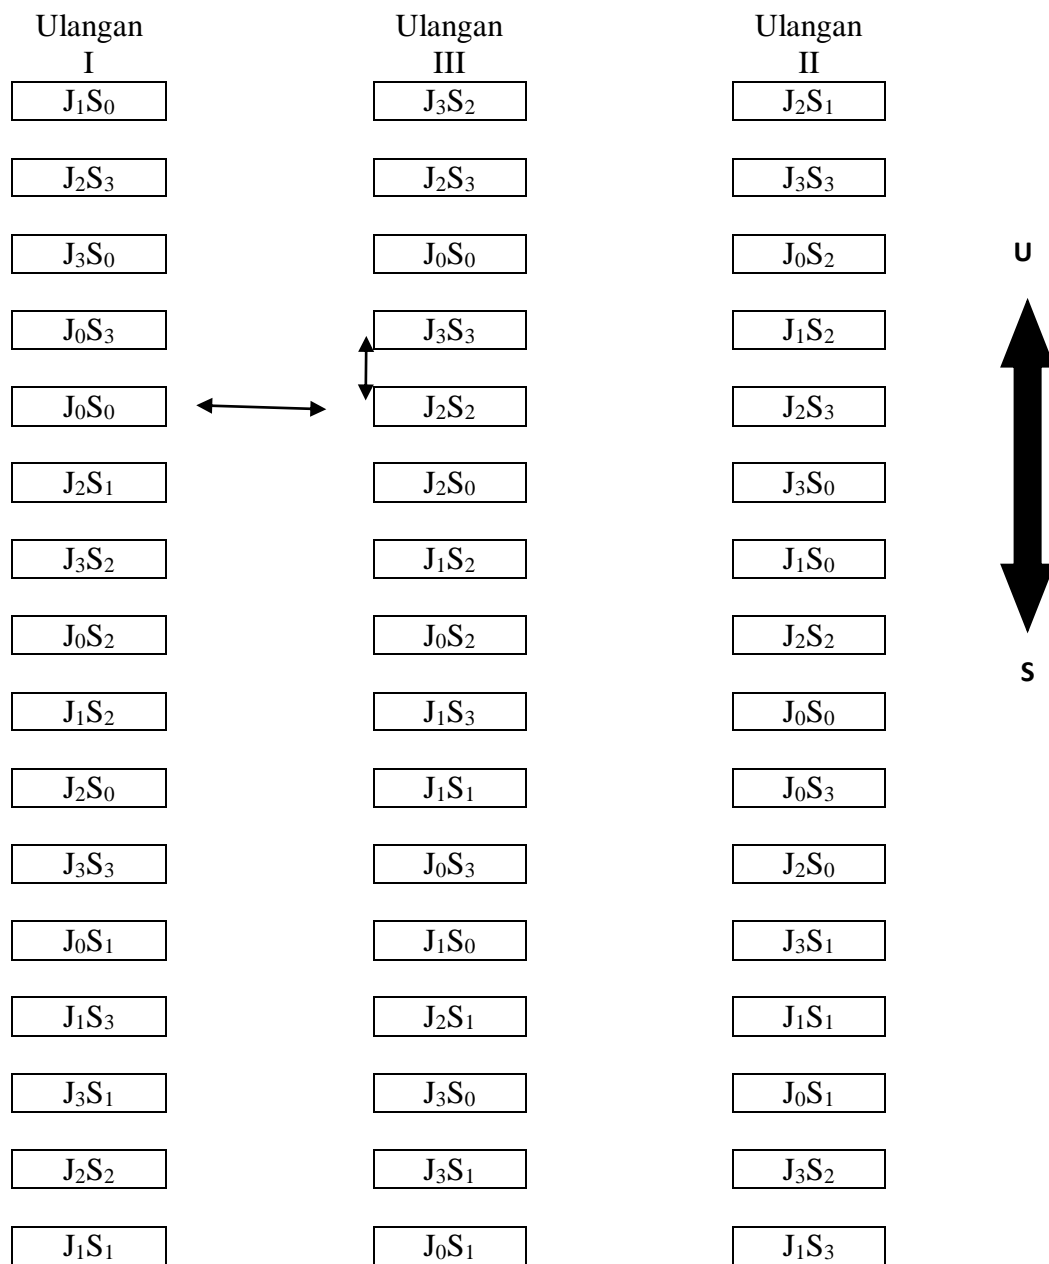 Ulangan Ulangan Ulangan
I III II
J₁S₀ J₃S₂ J₂S₁
J₂S₃ J₂S₃ J₃S₃
J₃S₀ J₀S₀ J₀S₂ U
J₀S₃ J₃S₃ J₁S₂
J₀S₀ J₂S₂ J₂S₃
J₂S₁ J₂S₀ J₃S₀
J₃S₂ J₁S₂ J₁S₀
J₀S₂ J₀S₂ J₂S₂
S
J₁S₂ J₁S₃ J₀S₀
J₂S₀ J₁S₁ J₀S₃
J₃S₃ J₀S₃ J₂S₀
J₀S₁ J₁S₀ J₃S₁
J₁S₃ J₂S₁ J₁S₁
J₃S₁ J₃S₀ J₀S₁
J₂S₂ J₃S₁ J₃S₂
J₁S₁ J₀S₁ J₁S₃